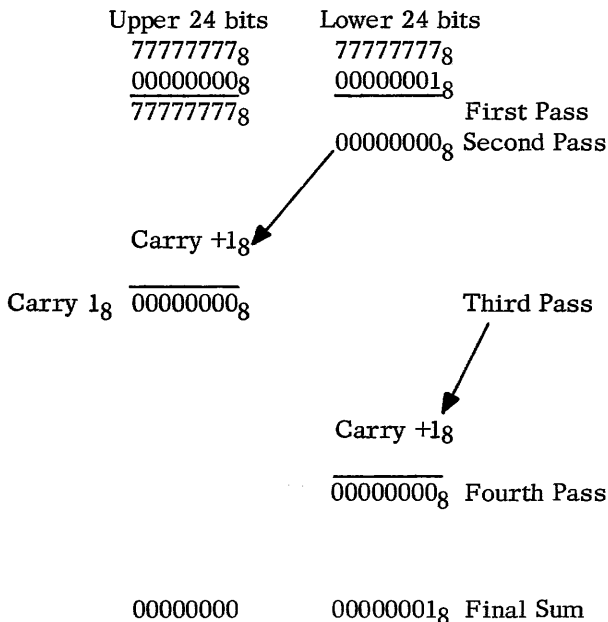 Upper 24 bits Lower 24 bits
77777777₈ 77777777₈
00000000₈ 00000001₈
77777777₈ First Pass
00000000₈ Second Pass
Carry +1₈
Carry 1₈ 00000000₈ Third Pass
Carry +1₈
00000000₈ Fourth Pass
00000000 00000001₈ Final Sum